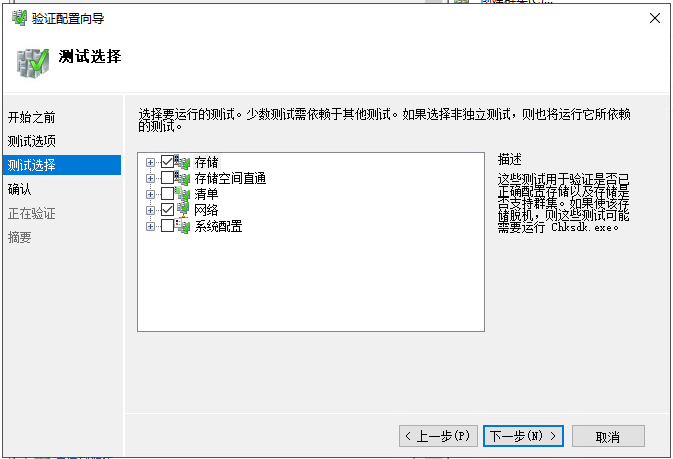 验证配置向导
测试选择
开始之前
测试选项
测试选择
确认
正在验证
摘要
选择要运行的测试。少数测试需依赖于其他测试。如果选择非独立测试，则也将运行它所依赖
的测试。
存储
存储空间直通
清单
网络
系统配置
描述
这些测试用于验证是否已
正确配置存储以及存储是
否支持群集。如果使该存
储脱机，则这些测试可能
需要运行 Chksdk.exe。
< 上一步(P)
下一步(N) >
取消